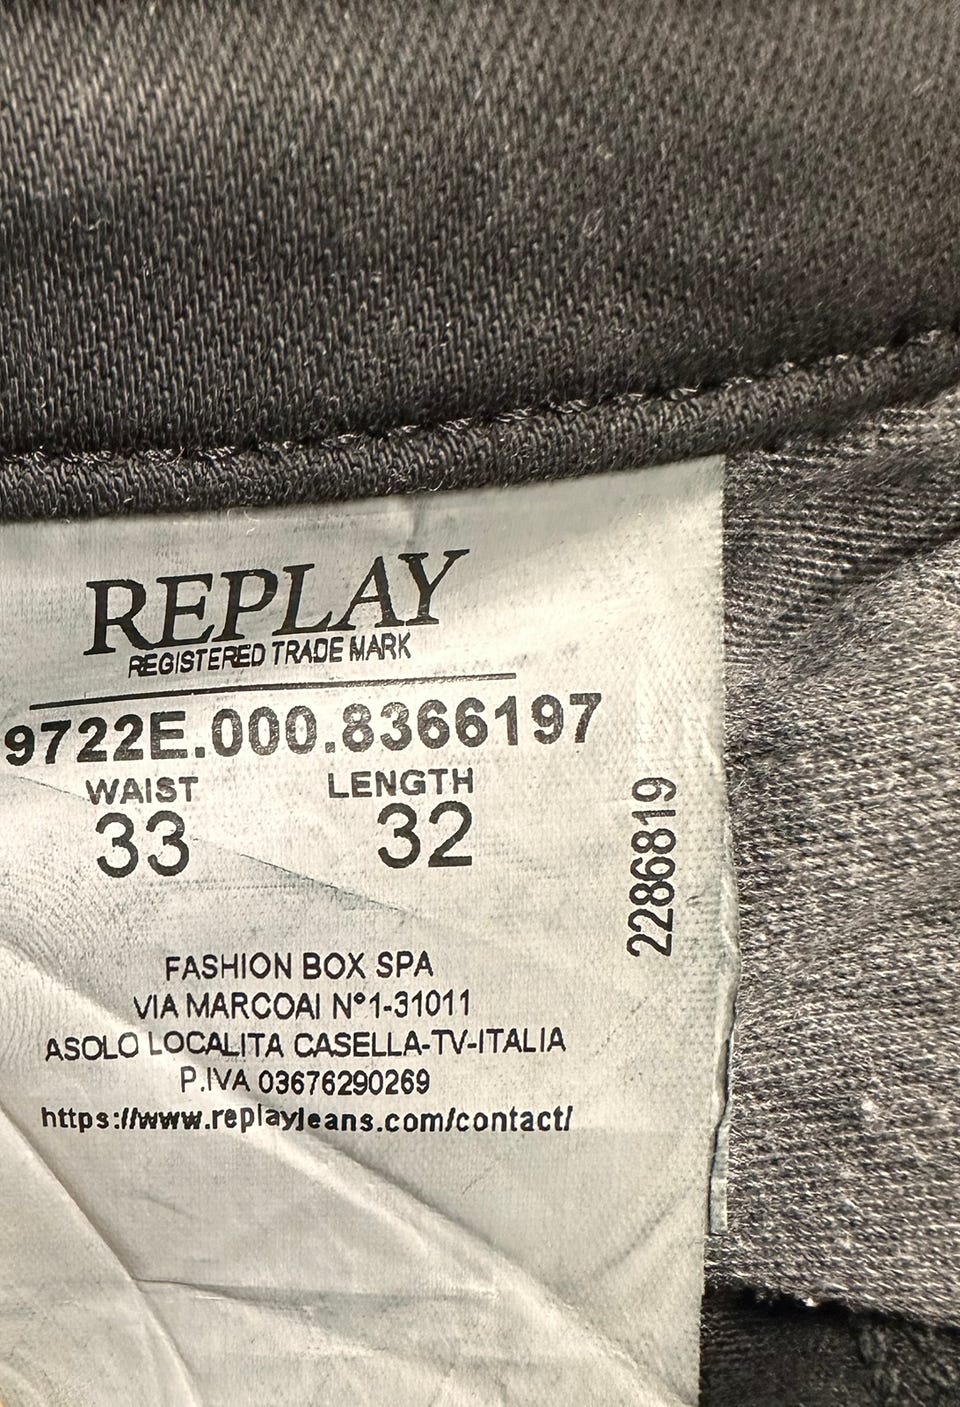 REPLAY
REGISTERED TRADE MARK
9722E.000.8366197
WAIST LENGTH
33 32
2286819
FASHION BOX SPA
VIA MARCOAI N°1-31011
ASOLO LOCALITA CASELLA-TV-ITALIA
P.IVA 03676290269
https://www.replayjeans.com/contact/